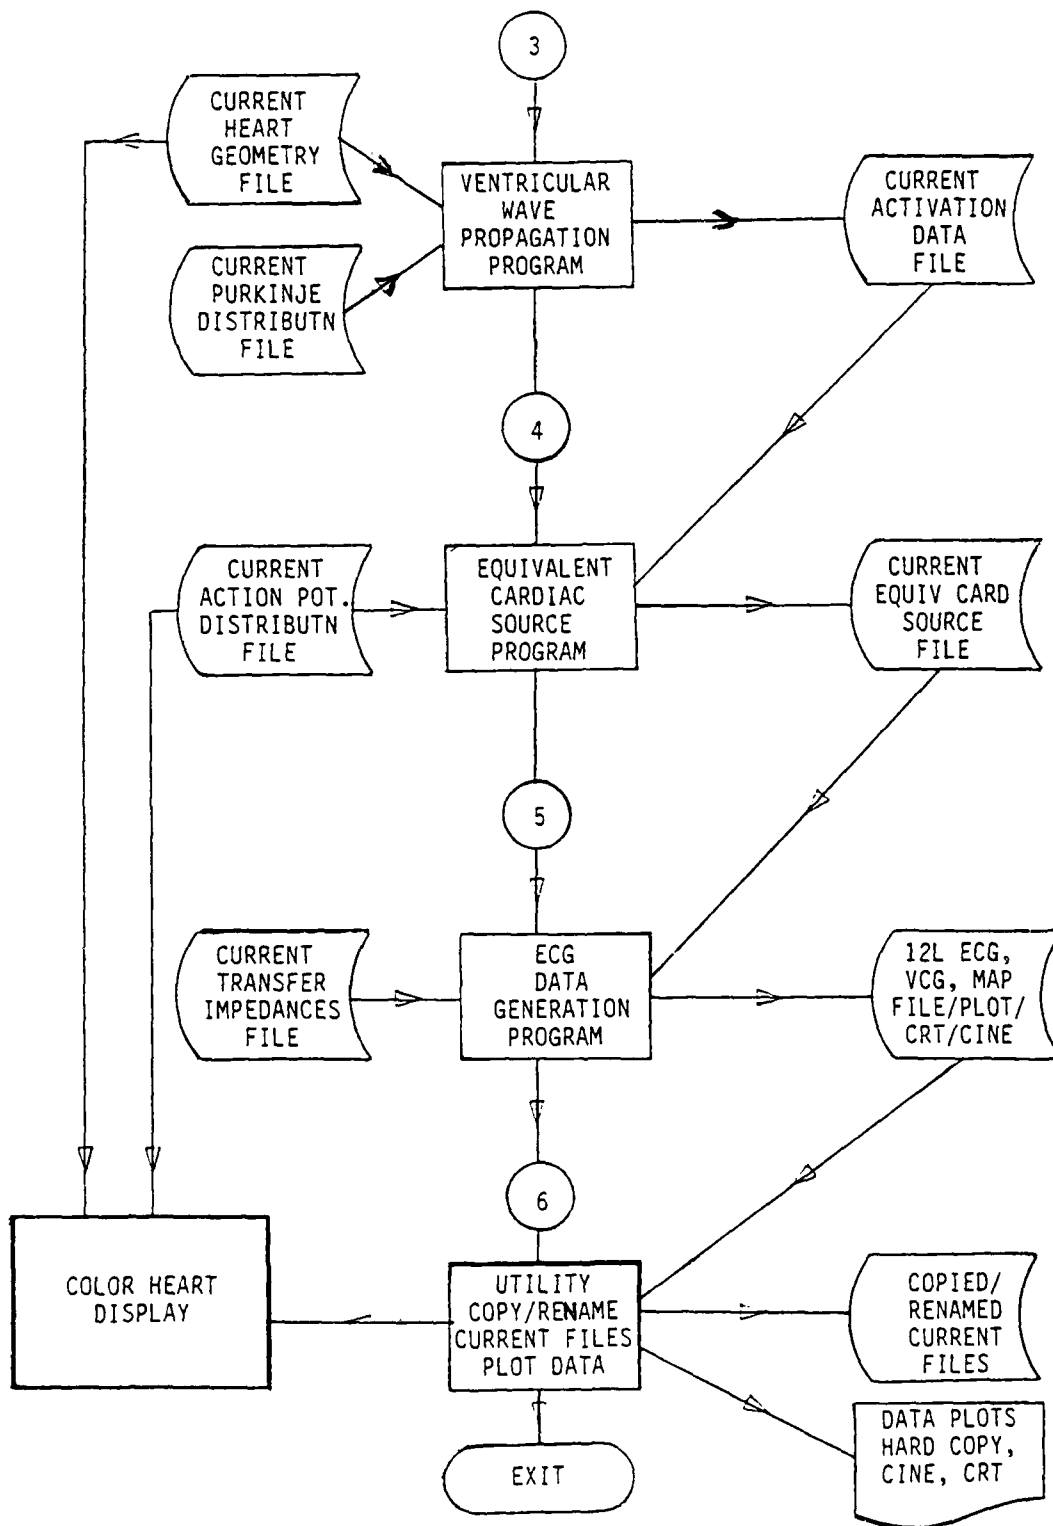 3
CURRENT
HEART
GEOMETRY
FILE
VENTRICULAR
WAVE
PROPAGATION
PROGRAM
CURRENT
ACTIVATION
DATA
FILE
CURRENT
PURKINJE
DISTRIBUTN
FILE
4
CURRENT
ACTION POT.
DISTRIBUTN
FILE
EQUIVALENT
CARDIAC
SOURCE
PROGRAM
CURRENT
EQUIV CARD
SOURCE
FILE
5
CURRENT
TRANSFER
IMPEDANCES
FILE
ECG
DATA
GENERATION
PROGRAM
12L ECG,
VCG, MAP
FILE/PLOT/
CRT/CINE
6
COLOR HEART
DISPLAY
UTILITY
COPY/RENAME
CURRENT FILES
PLOT DATA
COPIED/
RENAMED
CURRENT
FILES
DATA PLOTS
HARD COPY,
CINE, CRT
EXIT